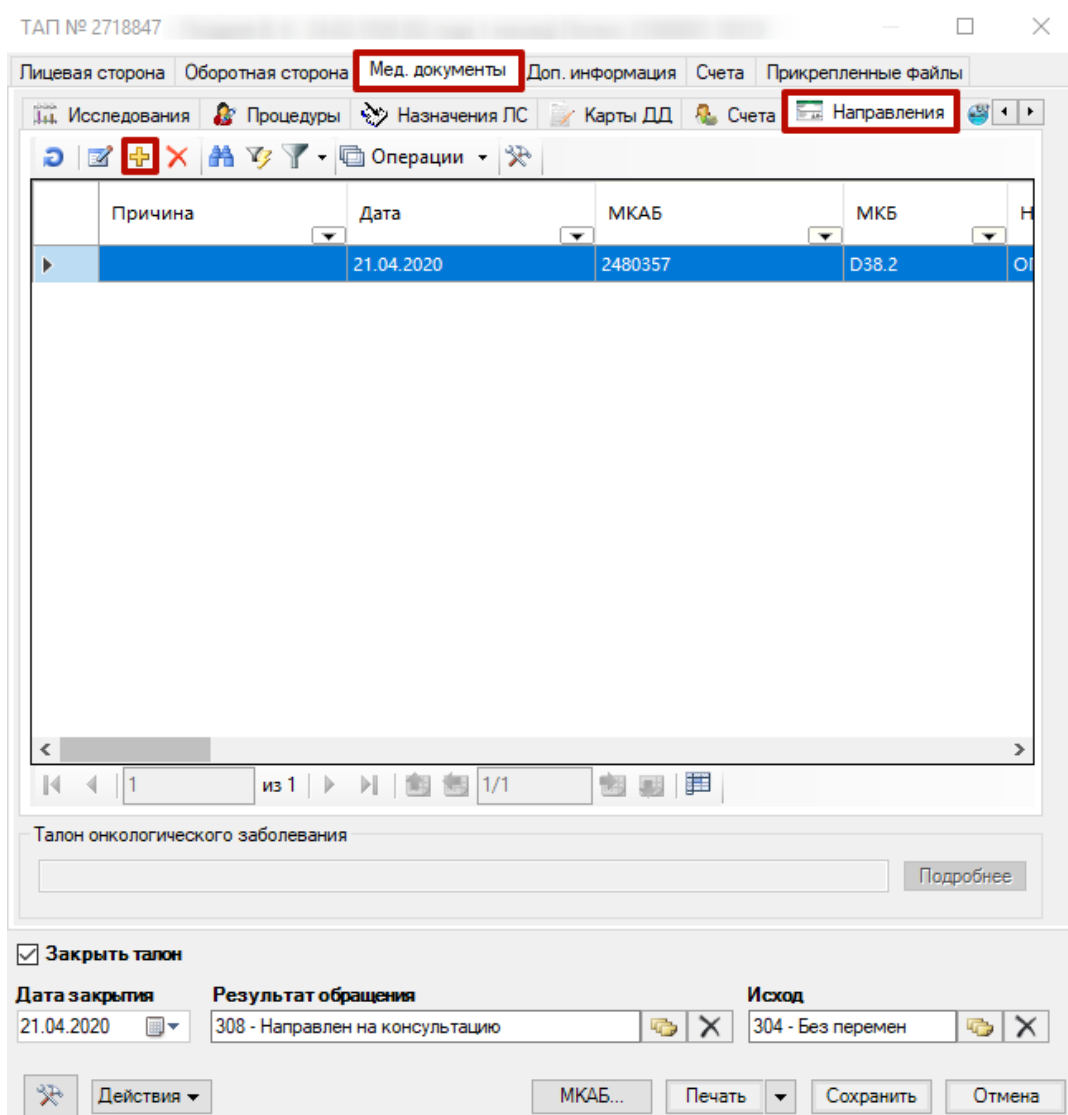 ТАП № 2718847
Лицевая сторона Оборотная сторона Мед. документы Доп. информация Счета Прикрепленные файлы
Исследования Процедуры Назначения ЛС Карты ДД Счета Направления
Операции
Причина Дата МКАБ МКБ Н
21.04.2020 2480357 D38.2
1 из 1 1/1
Талон онкологического заболевания
Подробнее
Закрыть талон
Дата закрытия Результат обращения Исход
21.04.2020 308 - Направлен на консультацию 304 - Без перемен
Действия МКАБ... Печать Сохранить Отмена